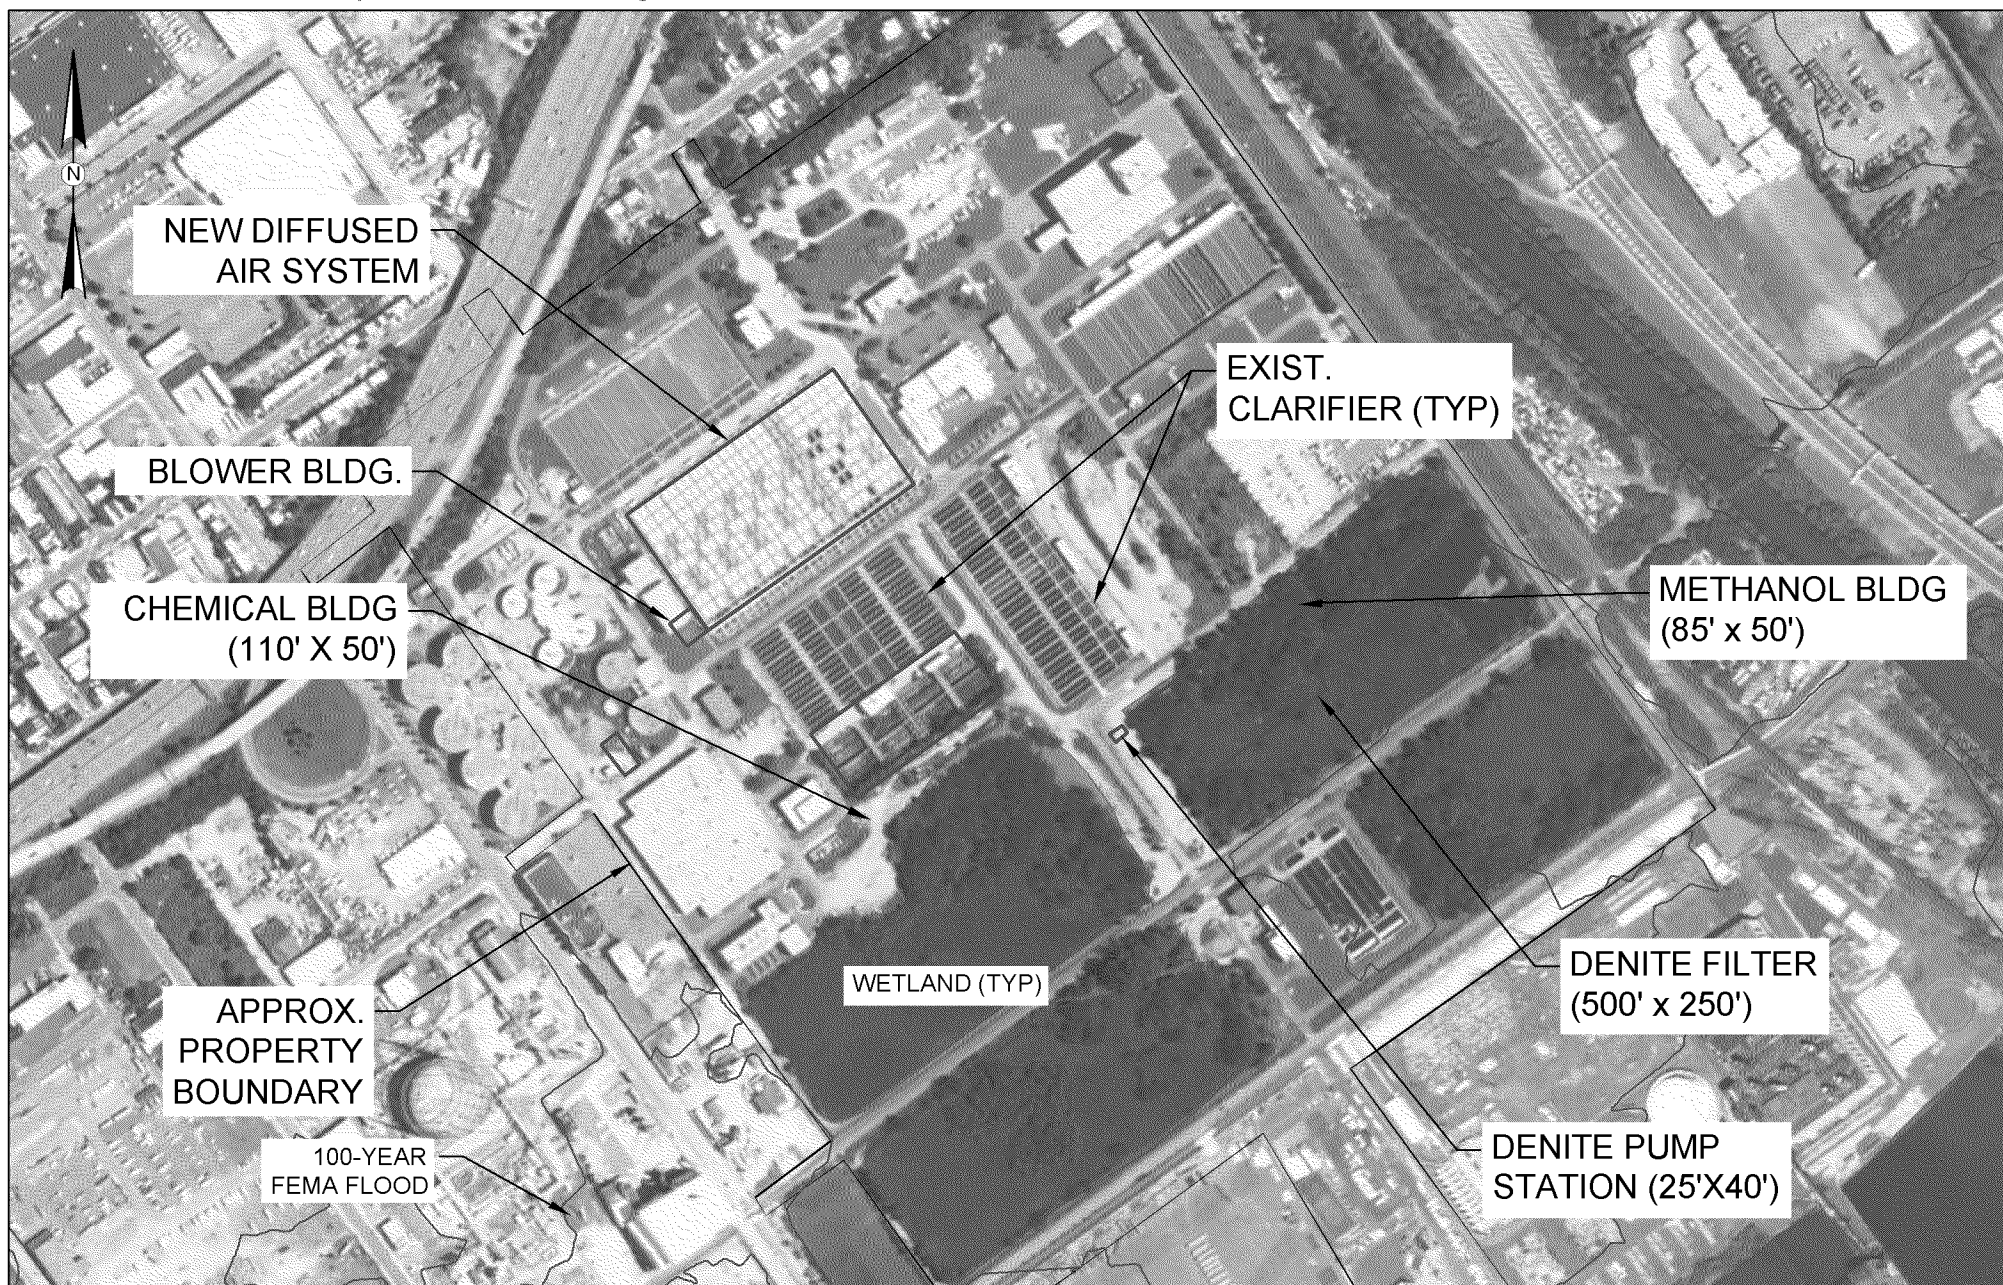 N
NEW DIFFUSED
AIR SYSTEM
EXIST.
CLARIFIER (TYP)
BLOWER BLDG.
CHEMICAL BLDG
(110' X 50')
METHANOL BLDG
(85' x 50')
WETLAND (TYP)
DENITE FILTER
(500' x 250')
APPROX.
PROPERTY
BOUNDARY
100-YEAR
FEMA FLOOD
DENITE PUMP
STATION (25'X40')